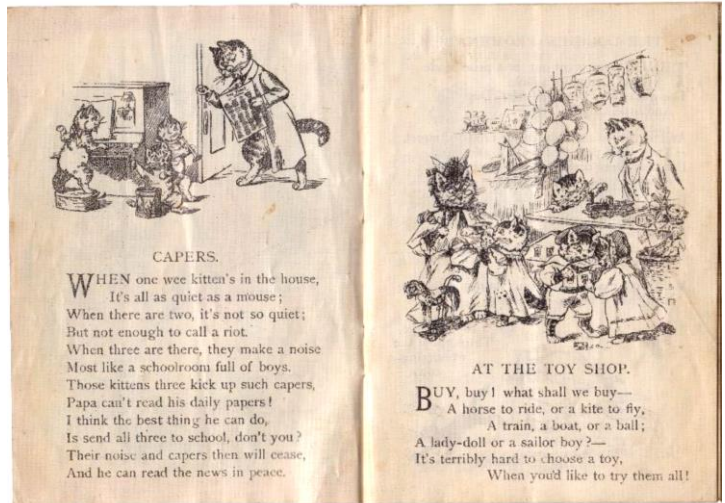 CAPERS.
WHEN one wee kitten's in the house,
It's all as quiet as a mouse;
When there are two, it's not so quiet;
But not enough to call a riot.
When three are there, they make a noise
Most like a schoolroom full of boys.
Those kittens three kick up such capers,
Papa can't read his daily papers!
I think the best thing he can do,
Is send all three to school, don't you?
Their noise and capers then will cease,
And he can read the news in peace.
AT THE TOY SHOP.
BUY, buy! what shall we buy—
A horse to ride, or a kite to fly,
A train, a boat, or a ball;
A lady-doll or a sailor boy?—
It's terribly hard to choose a toy,
When you'd like to try them all!